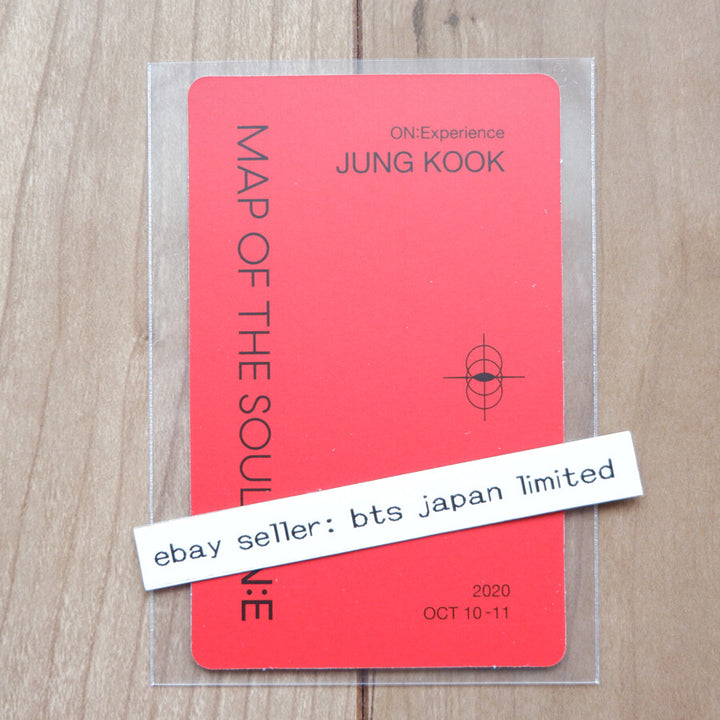 ON:Experience
JUNG KOOK
MAP OF THE SOUL N:E
ebay seller: bts japan limited
2020
OCT 10-11